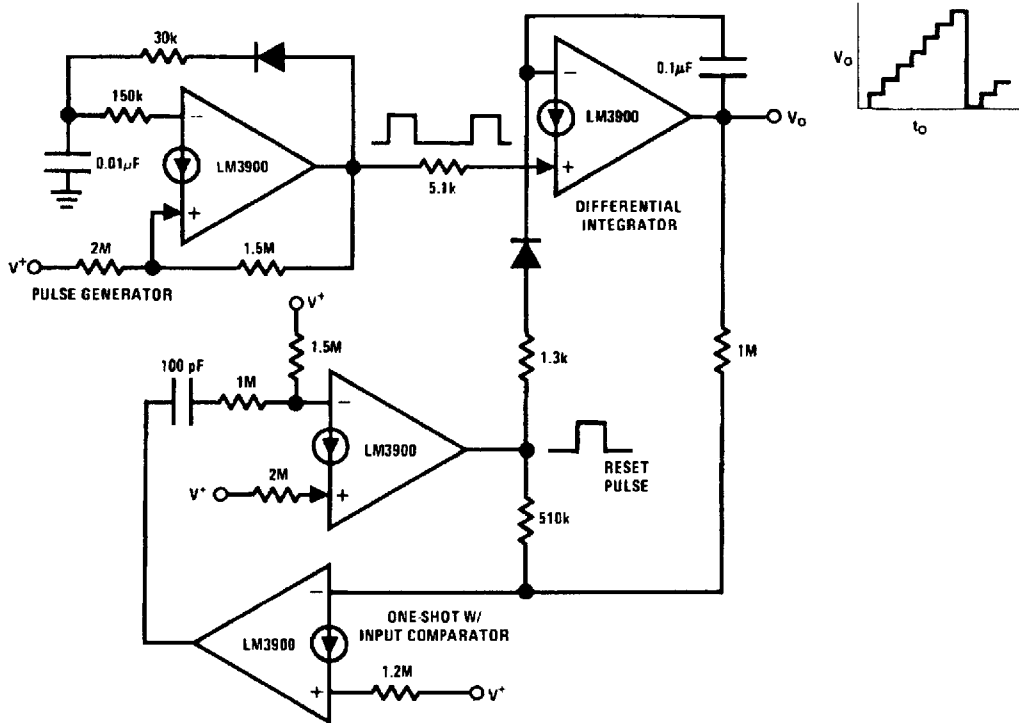 30k
150k
−
0.01µF
LM3900
+
2M
V+
1.5M
PULSE GENERATOR
5.1k
−
LM3900
+
0.1µF
VO
DIFFERENTIAL
INTEGRATOR
VO
tO
V+
1.5M
100 pF
1M
−
LM3900
2M
V+
+
1.3k
1M
RESET
PULSE
510k
−
LM3900
ONE-SHOT W/
INPUT COMPARATOR
+
1.2M
V+